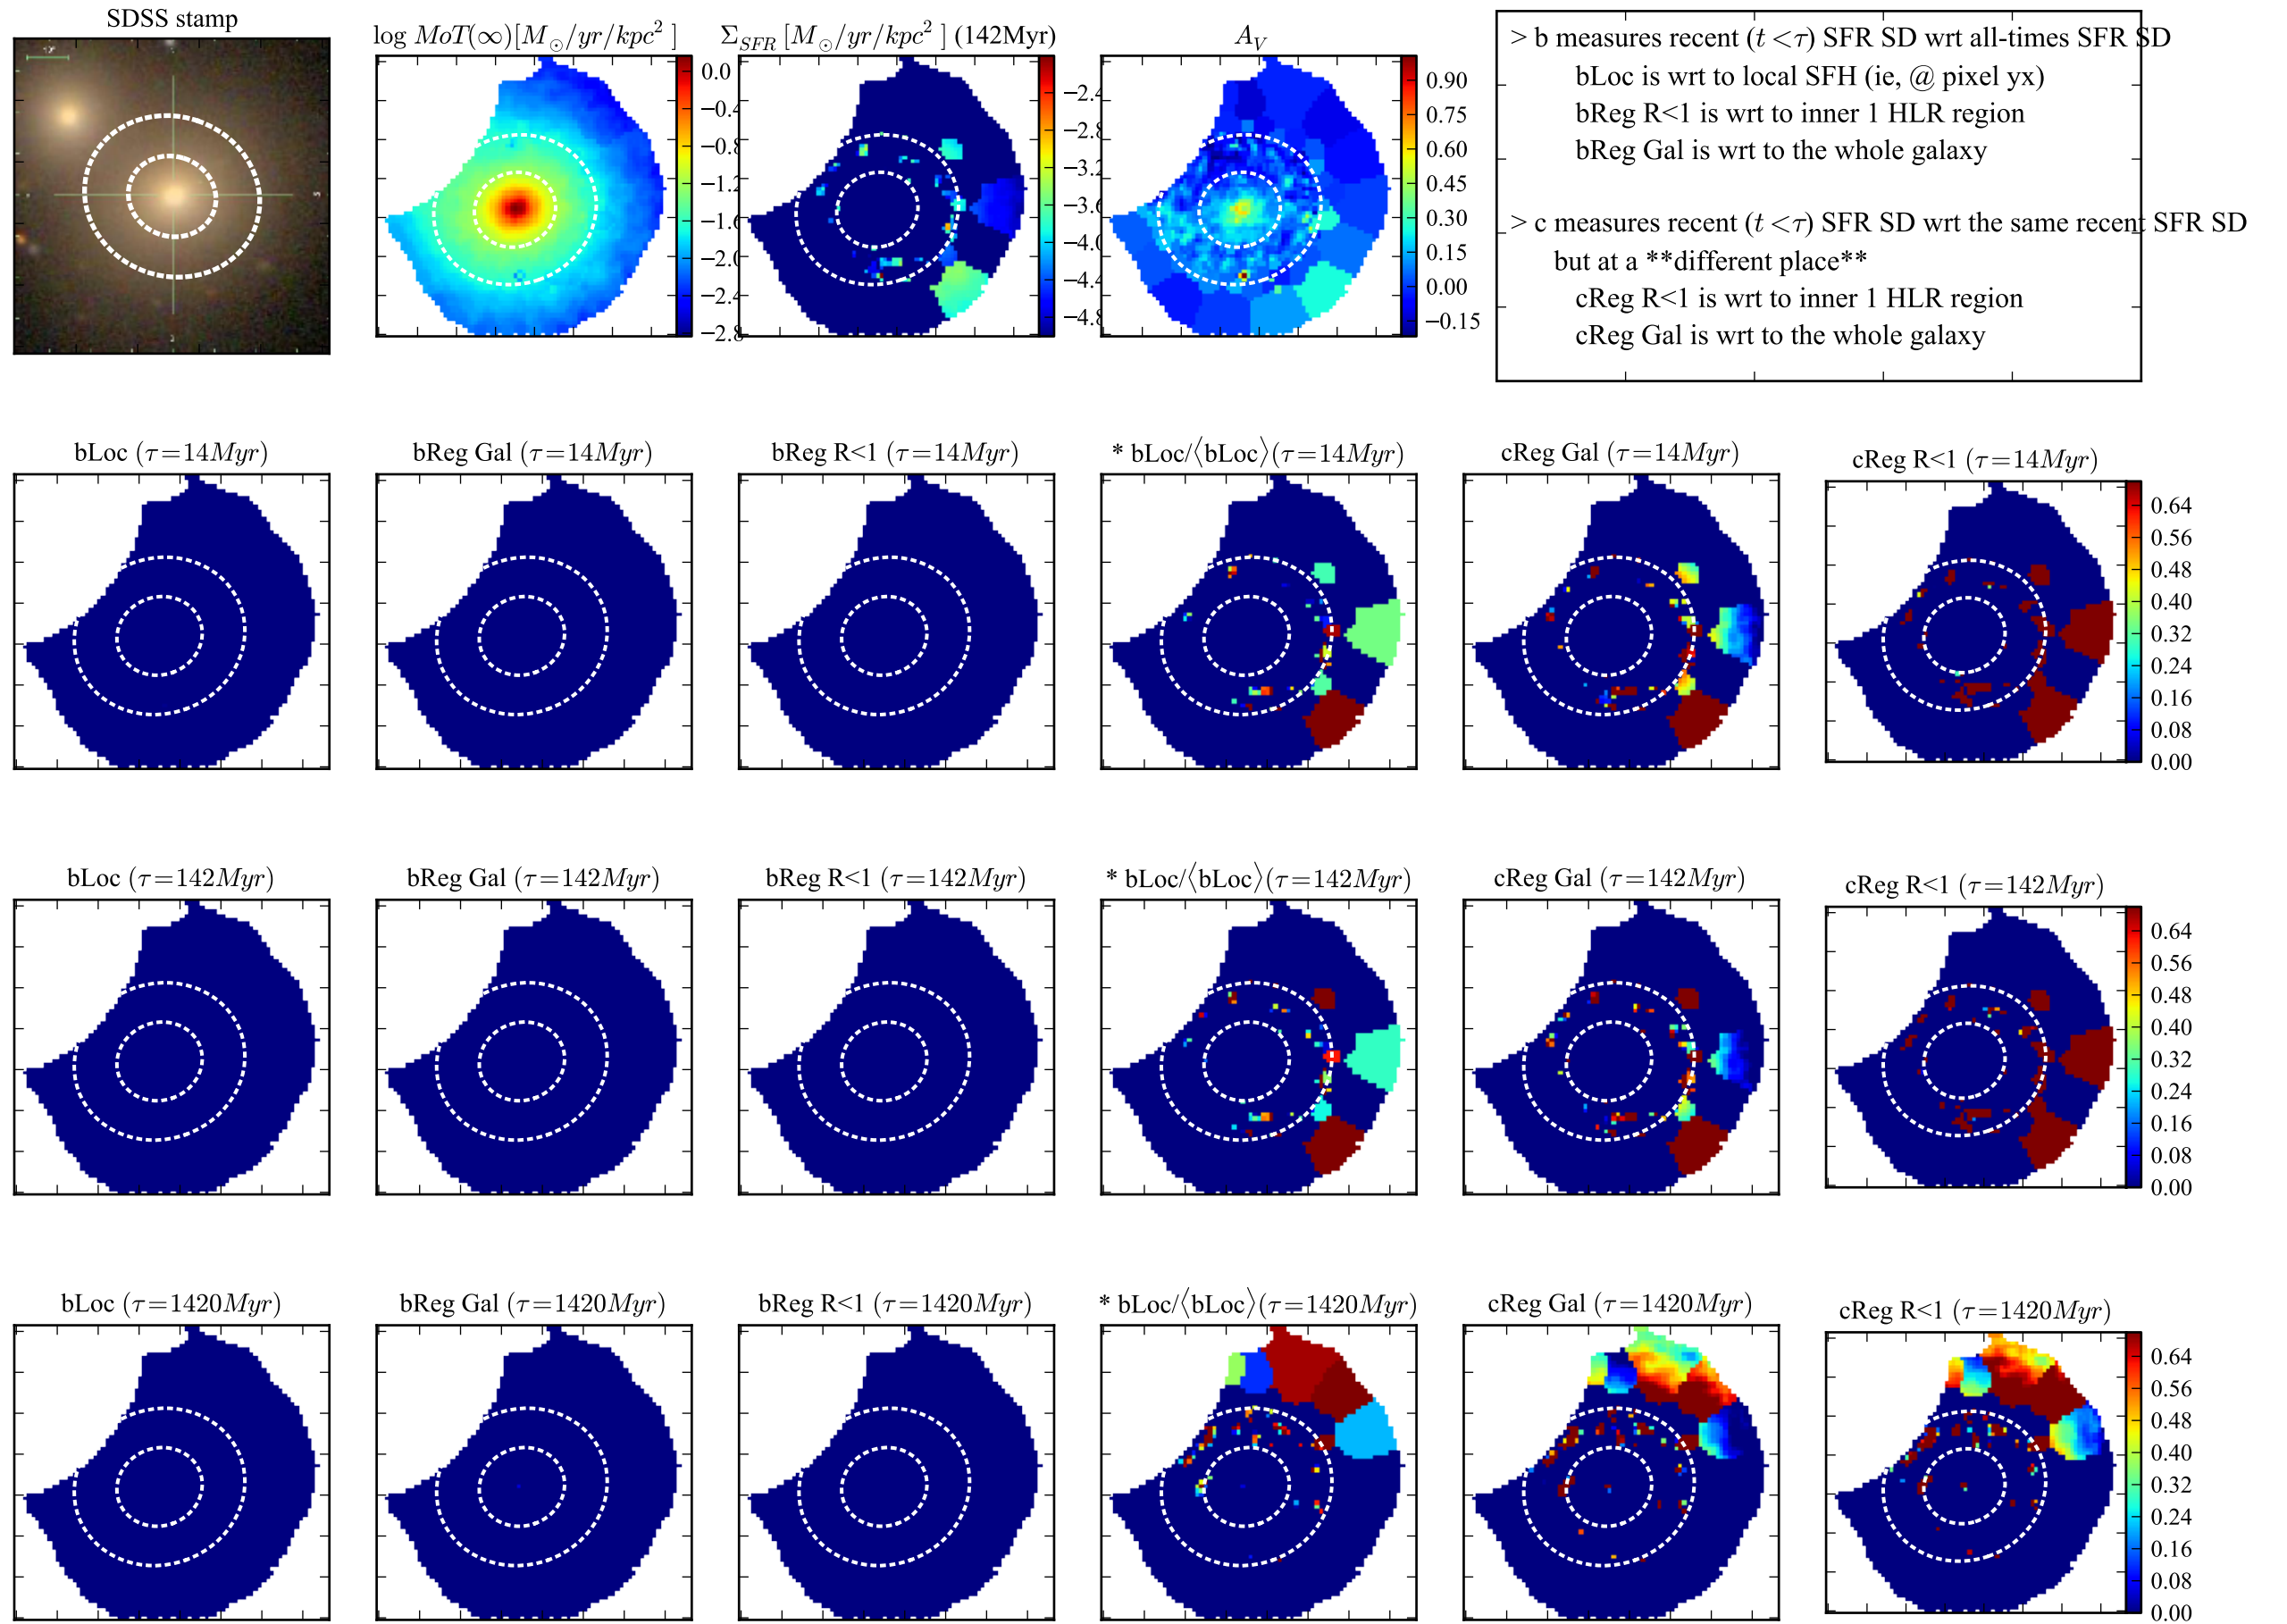 SDSS stamp
log MoT(∞)[M⊙/yr/kpc² ]
Σ_SFR [M⊙/yr/kpc² ] (142Myr)
A_V
0.0
−0.4
−0.8
−1.2
−1.6
−2.0
−2.4
−2.8
−2.4
−2.8
−3.2
−3.6
−4.0
−4.4
−4.8
0.90
0.75
0.60
0.45
0.30
0.15
0.00
−0.15
> b measures recent (t <τ) SFR SD wrt all-times SFR SD
bLoc is wrt to local SFH (ie, @ pixel yx)
bReg R<1 is wrt to inner 1 HLR region
bReg Gal is wrt to the whole galaxy
> c measures recent (t <τ) SFR SD wrt the same recent SFR SD
but at a **different place**
cReg R<1 is wrt to inner 1 HLR region
cReg Gal is wrt to the whole galaxy
bLoc (τ=14Myr)
bReg Gal (τ=14Myr)
bReg R<1 (τ=14Myr)
* bLoc/⟨bLoc⟩(τ=14Myr)
cReg Gal (τ=14Myr)
cReg R<1 (τ=14Myr)
0.64
0.56
0.48
0.40
0.32
0.24
0.16
0.08
0.00
bLoc (τ=142Myr)
bReg Gal (τ=142Myr)
bReg R<1 (τ=142Myr)
* bLoc/⟨bLoc⟩(τ=142Myr)
cReg Gal (τ=142Myr)
cReg R<1 (τ=142Myr)
0.64
0.56
0.48
0.40
0.32
0.24
0.16
0.08
0.00
bLoc (τ=1420Myr)
bReg Gal (τ=1420Myr)
bReg R<1 (τ=1420Myr)
* bLoc/⟨bLoc⟩(τ=1420Myr)
cReg Gal (τ=1420Myr)
cReg R<1 (τ=1420Myr)
0.64
0.56
0.48
0.40
0.32
0.24
0.16
0.08
0.00